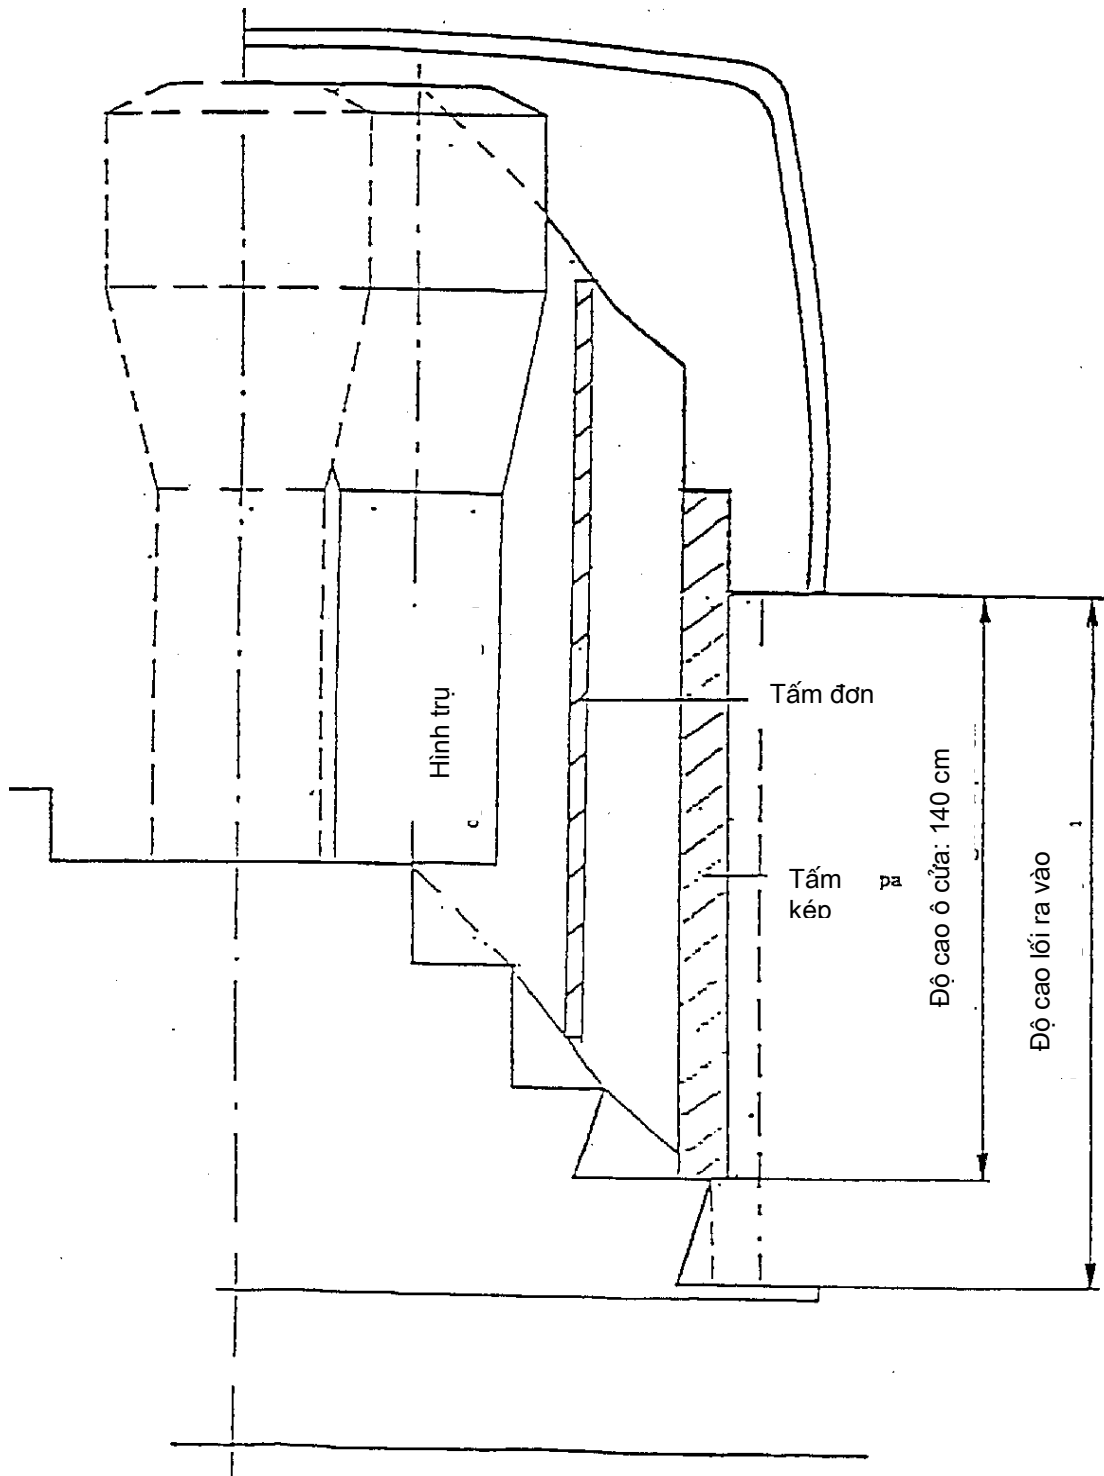 Hình trụ
Tấm đơn
Tấm
kép
pa
Độ cao ô cửa: 140 cm
Độ cao lối ra vào